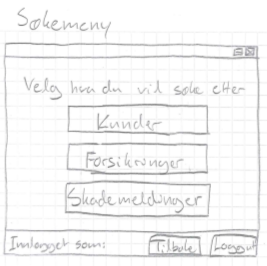 Søkemeny
Velg hva du vil søke etter
Kunder
Forsikringer
Skademeldinger
Innlogget som: Tilbake Logg ut